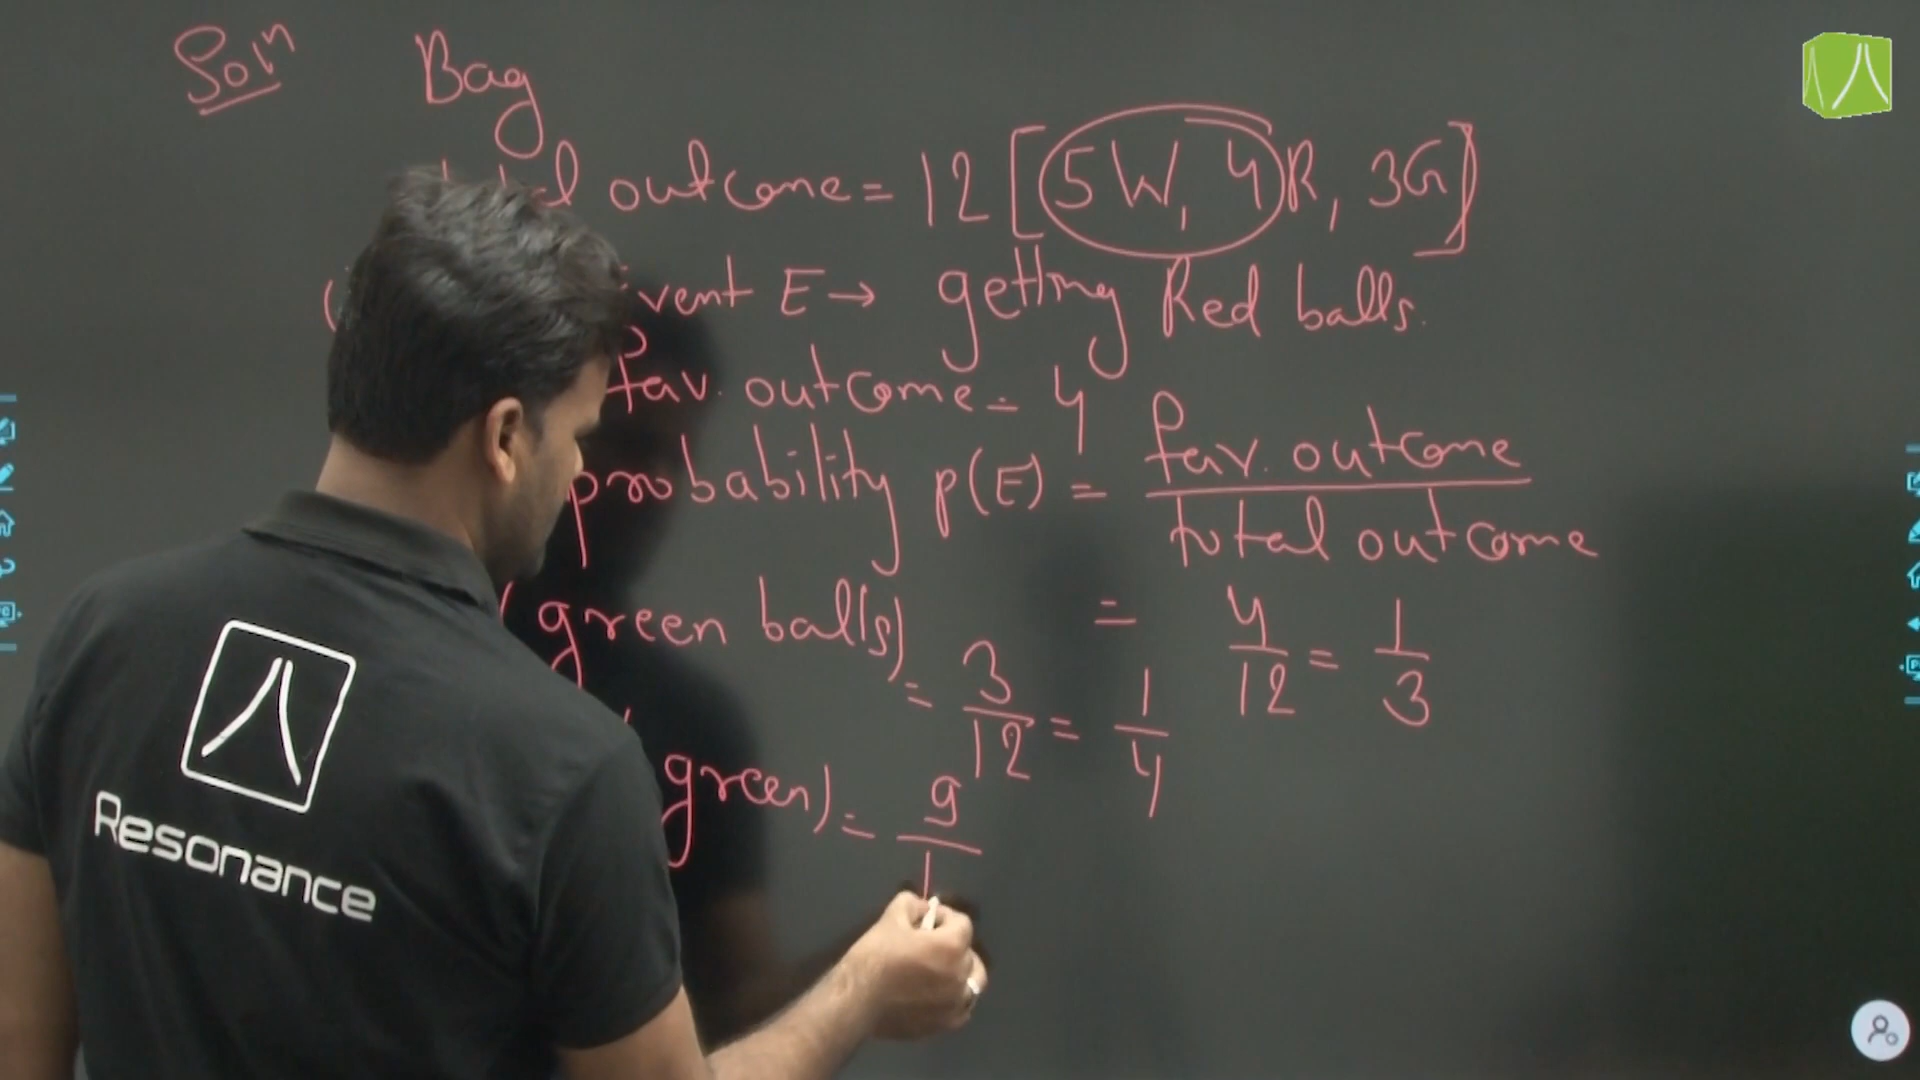 Solⁿ Bag
outcome = 12 [5W, 4R, 3G]
E → getting Red balls.
fav. outcome = 4
probability p(E) = fav. outcome / total outcome
= 4/12 = 1/3
(green balls) = 3/12 = 1/4
green) = 9/1
Resonance